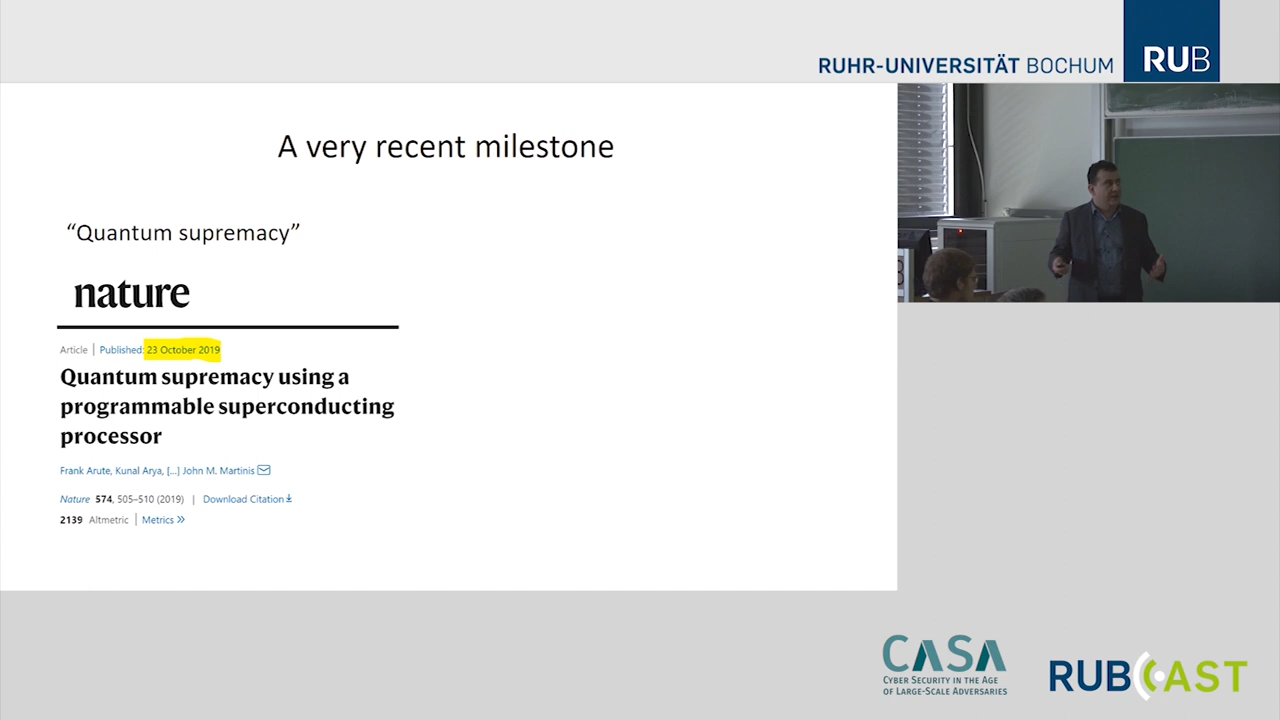 RUHR-UNIVERSITÄT BOCHUM
RUB
A very recent milestone
“Quantum supremacy”
nature
Article | Published: 23 October 2019
Quantum supremacy using a
programmable superconducting
processor
Frank Arute, Kunal Arya, [...] John M. Martinis
Nature 574, 505–510 (2019) | Download Citation
2139 Altmetric | Metrics »
CASA
CYBER SECURITY IN THE AGE
OF LARGE-SCALE ADVERSARIES
RUBCAST